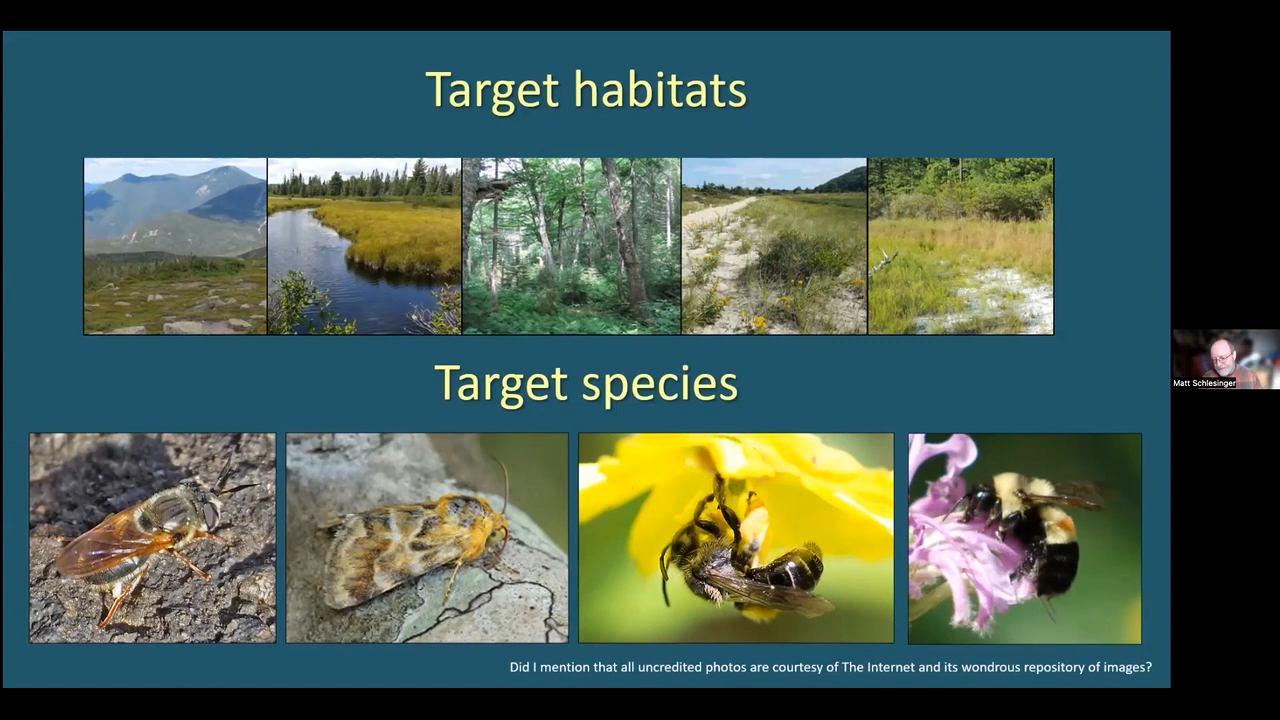 Target habitats
Matt Schlesinger
Target species
Did I mention that all uncredited photos are courtesy of The Internet and its wondrous repository of images?